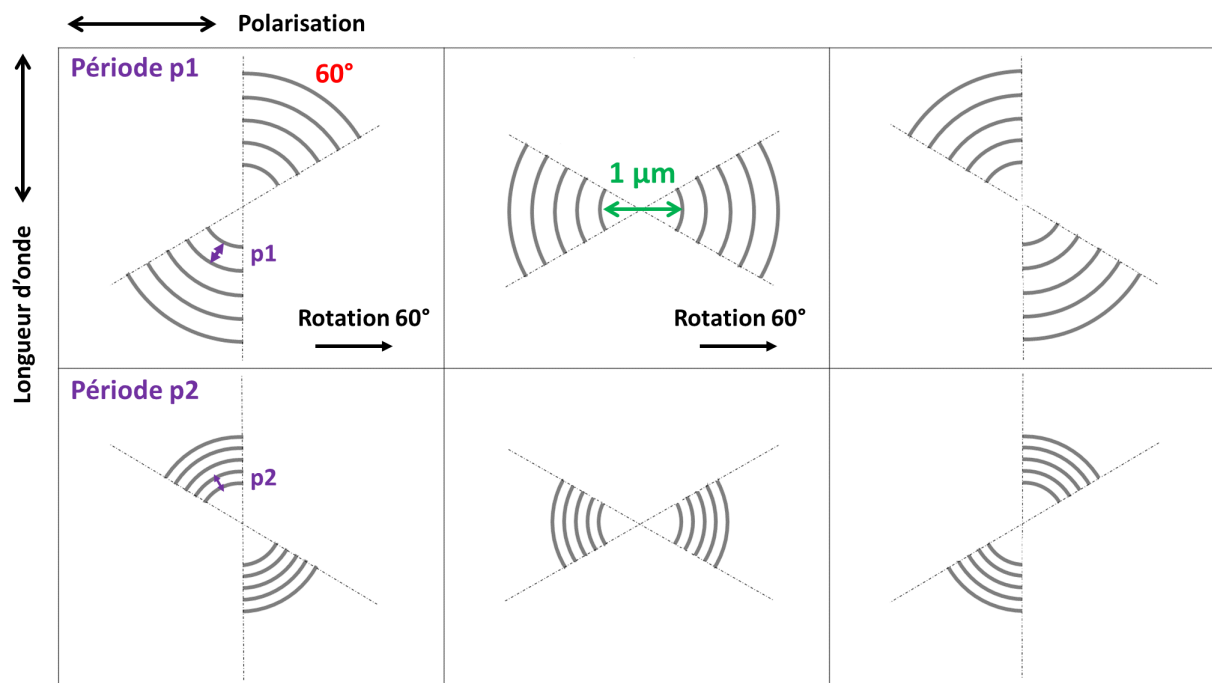 Polarisation
Longueur d'onde
Période p1
60°
p1
Rotation 60°
1 µm
Rotation 60°
Période p2
p2